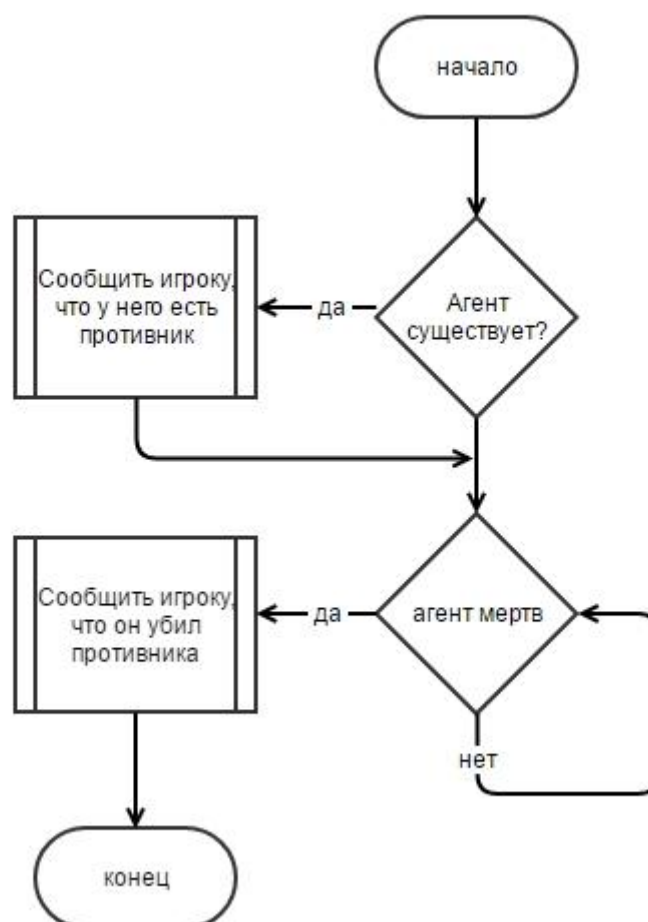 начало
Агент
существует?
да
Сообщить игроку,
что у него есть
противник
агент мертв
да
Сообщить игроку,
что он убил
противника
нет
конец